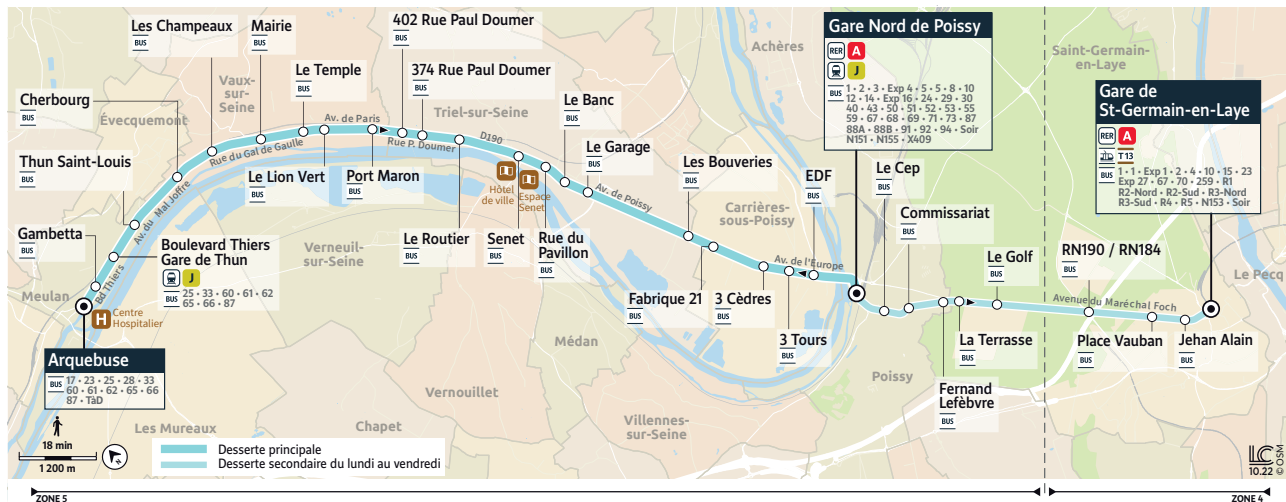 Les Champeaux
BUS
Mairie
BUS
402 Rue Paul Doumer
BUS
Gare Nord de Poissy
RER A
J
BUS 1 • 2 • 3 • Exp 4 • 5 • 5 • 8 • 10
12 • 14 • Exp 16 • 24 • 29 • 30
40 • 43 • 50 • 51 • 52 • 53 • 55
59 • 67 • 68 • 69 • 71 • 73 • 87
88A • 88B • 91 • 92 • 94 • Soir
N151 • N155 • X409
Achères
Saint-Germain-
en-Laye
Gare de
St-Germain-en-Laye
RER A
T 13
BUS 1 • 1 • Exp 1 • 2 • 4 • 10 • 15 • 23
Exp 27 • 67 • 70 • 259 • R1
R2-Nord • R2-Sud • R3-Nord
R3-Sud • R4 • R5 • N153 • Soir
Le Temple
BUS
374 Rue Paul Doumer
BUS
Vaux-
sur-
Seine
Triel-sur-Seine
Cherbourg
BUS
Évecquemont
Le Banc
BUS
Av. de Paris
Rue du Gal de Gaulle
Rue P. Doumer
D190
Le Garage
BUS
Thun Saint-Louis
BUS
Les Bouveries
BUS
EDF
BUS
Le Cep
BUS
Le Lion Vert
BUS
Port Maron
BUS
Hôtel
de ville
Espace
Senet
Av. du Mal Joffre
Av. de Poissy
Carrières-
sous-Poissy
Commissariat
BUS
Gambetta
BUS
Boulevard Thiers
Gare de Thun
J
BUS 25 • 33 • 60 • 61 • 62
65 • 66 • 87
Verneuil-
sur-Seine
Le Routier
BUS
Senet
BUS
Rue du
Pavillon
BUS
Av. de l'Europe
Le Golf
BUS
RN190 / RN184
BUS
Le Pecq
Meulan
Bd Thiers
H
Centre
Hospitalier
Fabrique 21
BUS
3 Cèdres
BUS
Avenue du Maréchal Foch
3 Tours
BUS
La Terrasse
BUS
Place Vauban
BUS
Jehan Alain
BUS
Arquebuse
BUS 17 • 23 • 25 • 28 • 33
60 • 61 • 62 • 65 • 66
87 • TàD
Médan
Poissy
Fernand
Lefèbvre
BUS
Vernouillet
Villennes-
sur-Seine
Les Mureaux
Chapet
18 min
1 200 m
Desserte principale
Desserte secondaire du lundi au vendredi
LC
10.22
© OSM
ZONE 5
ZONE 4